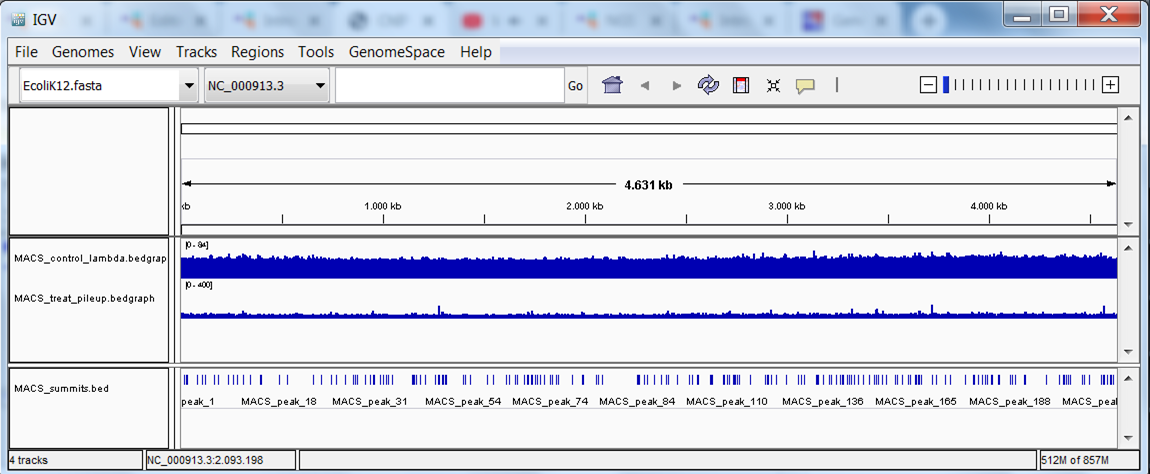 IGV
File Genomes View Tracks Regions Tools GenomeSpace Help
EcoliK12.fasta NC_000913.3 Go
4.631 kb
kb 1.000 kb 2.000 kb 3.000 kb 4.000 kb
[0 - 84]
MACS_control_lambda.bedgrap
[0 - 400]
MACS_treat_pileup.bedgraph
MACS_summits.bed
peak_1 MACS_peak_18 MACS_peak_31 MACS_peak_54 MACS_peak_74 MACS_peak_84 MACS_peak_110 MACS_peak_136 MACS_peak_165 MACS_peak_188 MACS_peal
4 tracks NC_000913.3:2.093.198 512M of 857M